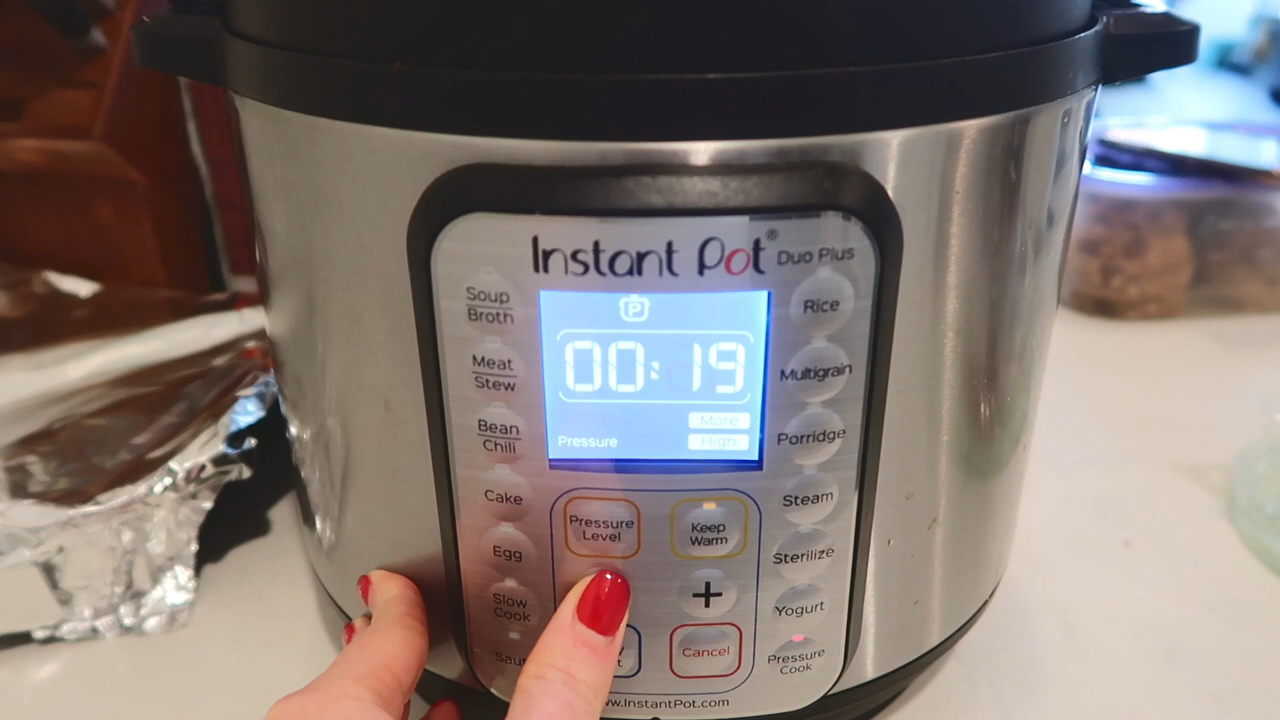 Instant Pot® Duo Plus
Soup
Broth
Meat
Stew
Bean
Chili
Cake
Egg
Slow
Cook
P
00:19
More
Pressure High
Pressure
Level
Keep
Warm
+
Cancel
Rice
Multigrain
Porridge
Steam
Sterilize
Yogurt
Pressure
Cook
w.InstantPot.com